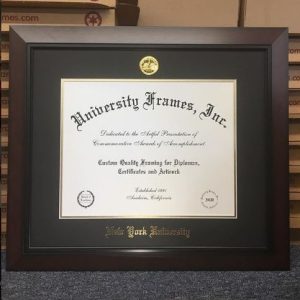 University Frames, Inc.
Dedicated to the Artful Presentation of
Commemorative Awards of Accomplishment
Custom Quality Framing for Diplomas,
Certificates and Artwork
Established 1991
Anaheim, California
2020
New York University